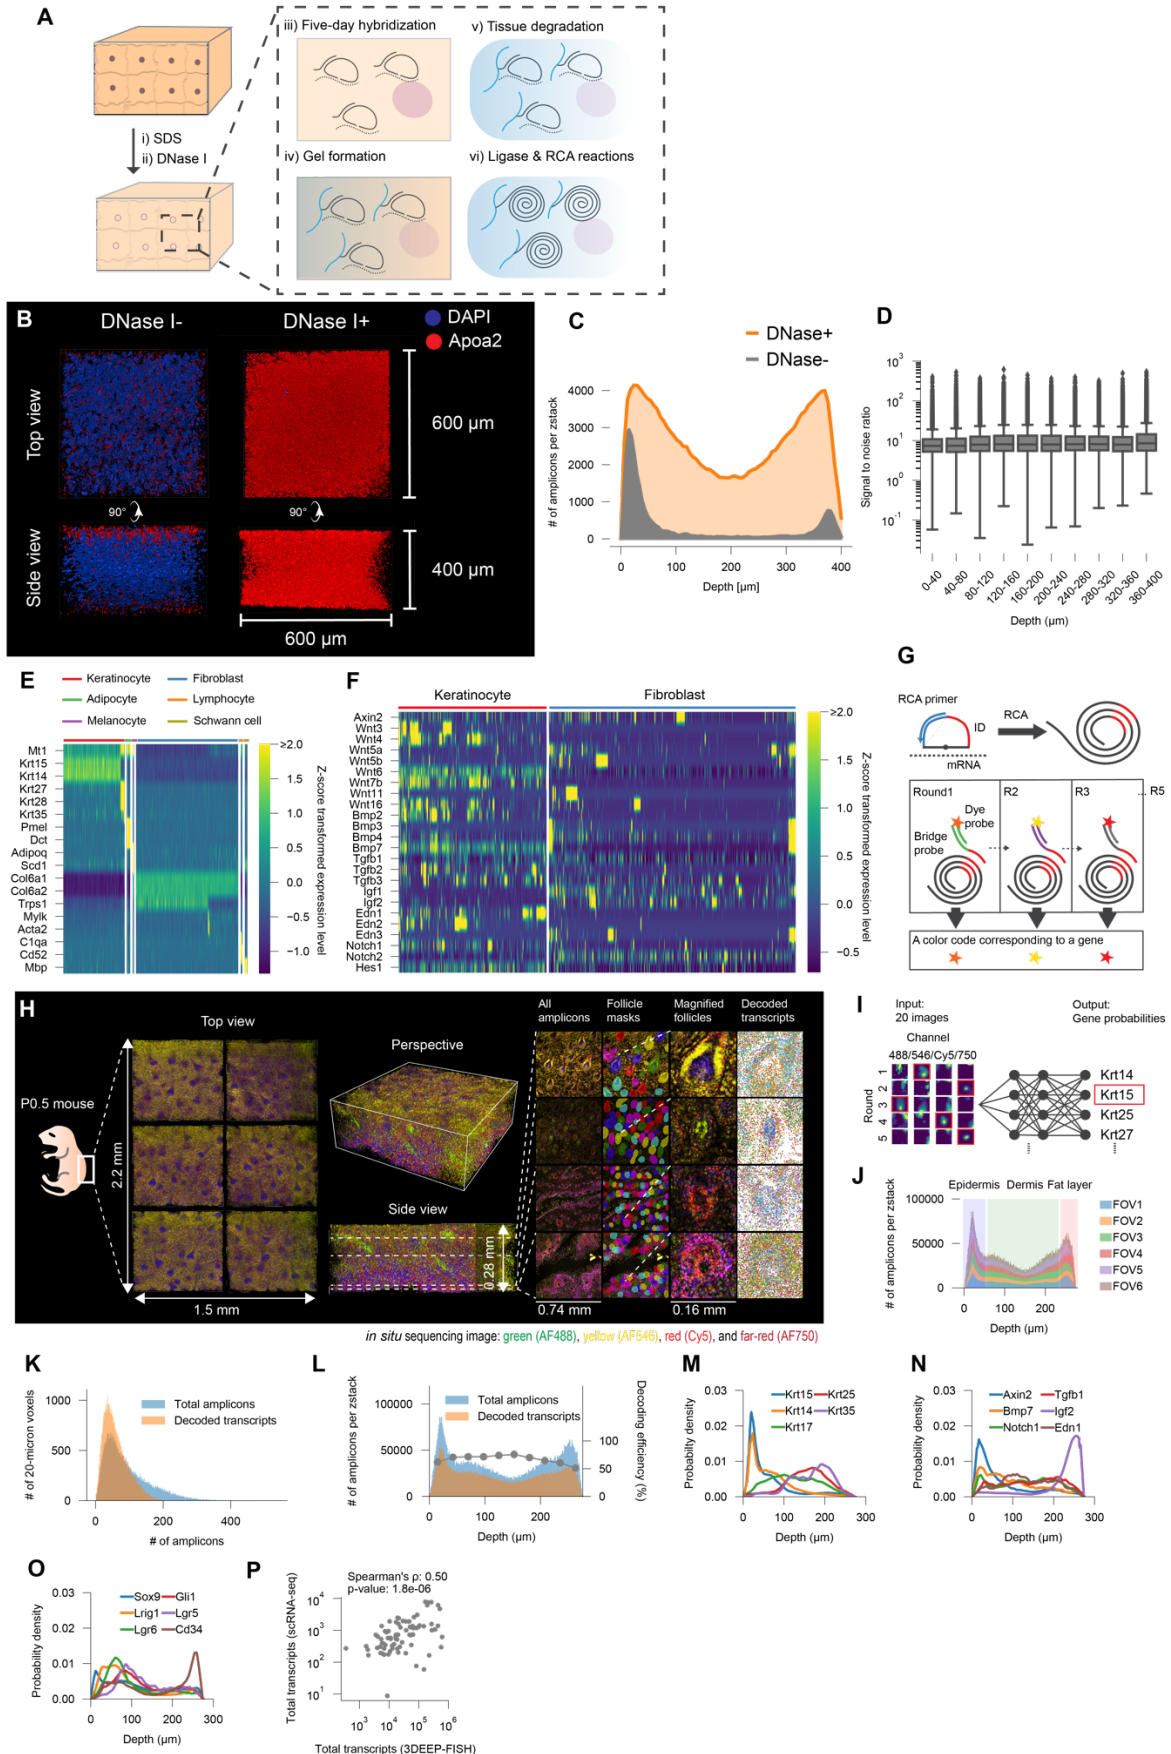 A
i) SDS
ii) DNase I
iii) Five-day hybridization
v) Tissue degradation
iv) Gel formation
vi) Ligase & RCA reactions
B
DNase I-
DNase I+
DAPI
Apoa2
Top view
600 µm
90°
90°
Side view
400 µm
600 µm
C
DNase+
DNase-
# of amplicons per zstack
4000
3000
2000
1000
0
0
100
200
300
400
Depth [µm]
D
Signal to noise ratio
10³
10²
10¹
10⁰
10⁻¹
0-40
40-80
80-120
120-160
160-200
200-240
240-280
280-320
320-360
360-400
Depth (µm)
E
Keratinocyte
Fibroblast
Adipocyte
Lymphocyte
Melanocyte
Schwann cell
Mt1
Krt15
Krt14
Krt27
Krt28
Krt35
Pmel
Dct
Adipoq
Scd1
Col6a1
Col6a2
Trps1
Mylk
Acta2
C1qa
Cd52
Mbp
≥2.0
1.5
1.0
0.5
0.0
−0.5
−1.0
Z-score transformed expression level
F
Keratinocyte
Fibroblast
Axin2
Wnt3
Wnt4
Wnt5a
Wnt5b
Wnt6
Wnt7b
Wnt11
Wnt16
Bmp2
Bmp3
Bmp4
Bmp7
Tgfb1
Tgfb2
Tgfb3
Igf1
Igf2
Edn1
Edn2
Edn3
Notch1
Notch2
Hes1
≥2.0
1.5
1.0
0.5
0.0
−0.5
Z-score transformed expression level
G
RCA primer
ID
RCA
mRNA
Round1
R2
R3
... R5
Dye probe
Bridge probe
A color code corresponding to a gene
H
Top view
Perspective
Side view
P0.5 mouse
2.2 mm
1.5 mm
0.28 mm
All amplicons
Follicle masks
Magnified follicles
Decoded transcripts
0.74 mm
0.16 mm
in situ sequencing image: green (AF488), yellow (AF546), red (Cy5), and far-red (AF750)
I
Input:
20 images
Output:
Gene probabilities
Channel
488/546/Cy5/750
Round
1
2
3
4
5
Krt14
Krt15
Krt25
Krt27
J
Epidermis
Dermis
Fat layer
# of amplicons per zstack
100000
50000
0
0
100
200
Depth (µm)
FOV1
FOV2
FOV3
FOV4
FOV5
FOV6
K
Total amplicons
Decoded transcripts
# of 20-micron voxels
1000
500
0
0
200
400
# of amplicons
L
Total amplicons
Decoded transcripts
# of amplicons per zstack
100000
50000
0
0
100
200
Depth (µm)
100
50
0
Decoding efficiency (%)
M
Krt15
Krt25
Krt14
Krt35
Krt17
Probability density
0.03
0.02
0.01
0.00
0
100
200
300
Depth (µm)
N
Axin2
Tgfb1
Bmp7
Igf2
Notch1
Edn1
Probability density
0.03
0.02
0.01
0.00
0
100
200
300
Depth (µm)
O
Sox9
Gli1
Lrig1
Lgr5
Lgr6
Cd34
Probability density
0.03
0.02
0.01
0.00
0
100
200
300
Depth (µm)
P
Spearman's ρ: 0.50
p-value: 1.8e-06
Total transcripts (scRNA-seq)
10⁴
10³
10²
10¹
10³
10⁴
10⁵
10⁶
Total transcripts (3DEEP-FISH)